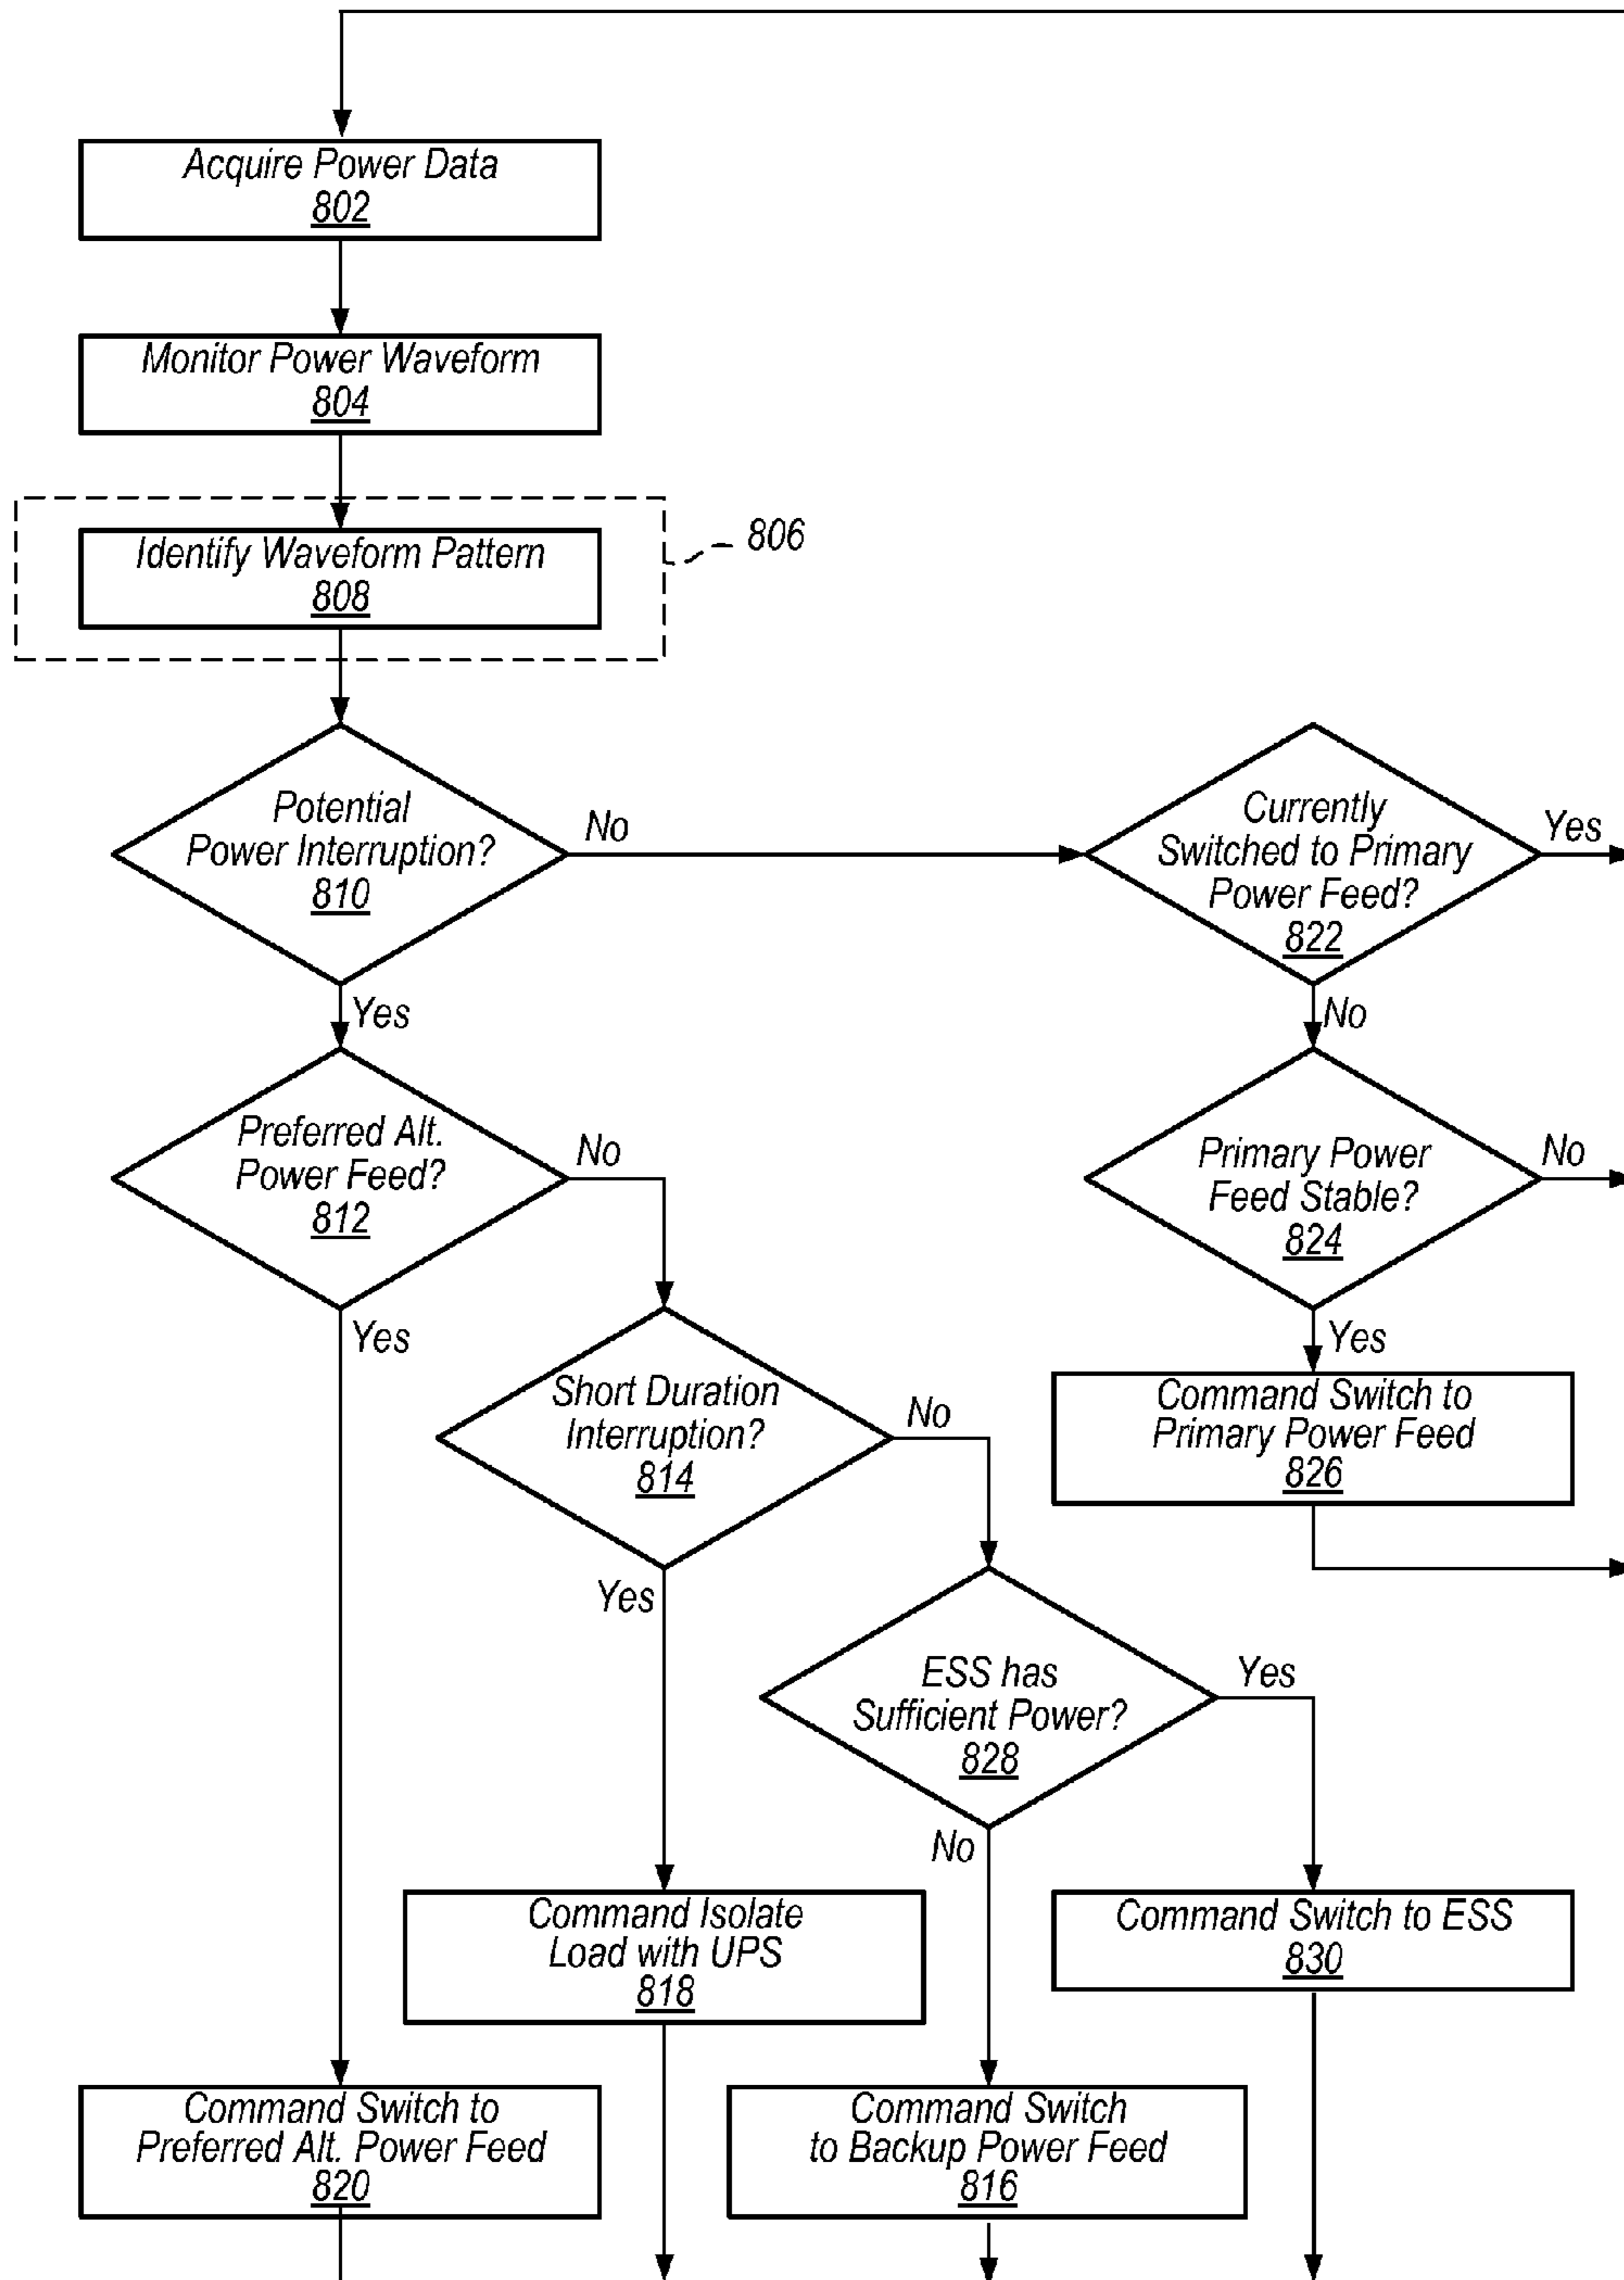 Acquire Power Data
802
Monitor Power Waveform
804
Identify Waveform Pattern
808
806
Potential
Power Interruption?
810
No
Yes
Currently
Switched to Primary
Power Feed?
822
Yes
No
Preferred Alt.
Power Feed?
812
No
Yes
Primary Power
Feed Stable?
824
No
Yes
Short Duration
Interruption?
814
No
Yes
Command Switch to
Primary Power Feed
826
ESS has
Sufficient Power?
828
Yes
No
Command Isolate
Load with UPS
818
Command Switch to ESS
830
Command Switch to
Preferred Alt. Power Feed
820
Command Switch
to Backup Power Feed
816